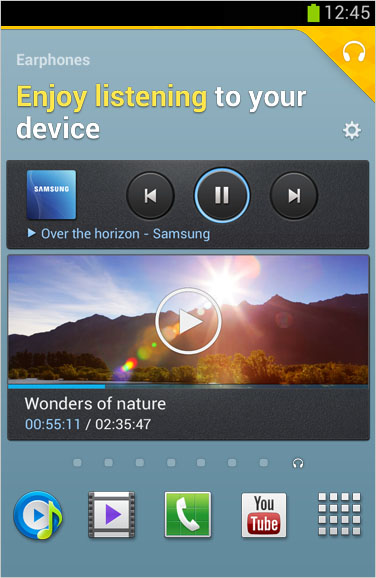 12:45
Earphones
Enjoy listening to your
device
SAMSUNG
Over the horizon - Samsung
Wonders of nature
00:55:11 / 02:35:47
You
Tube